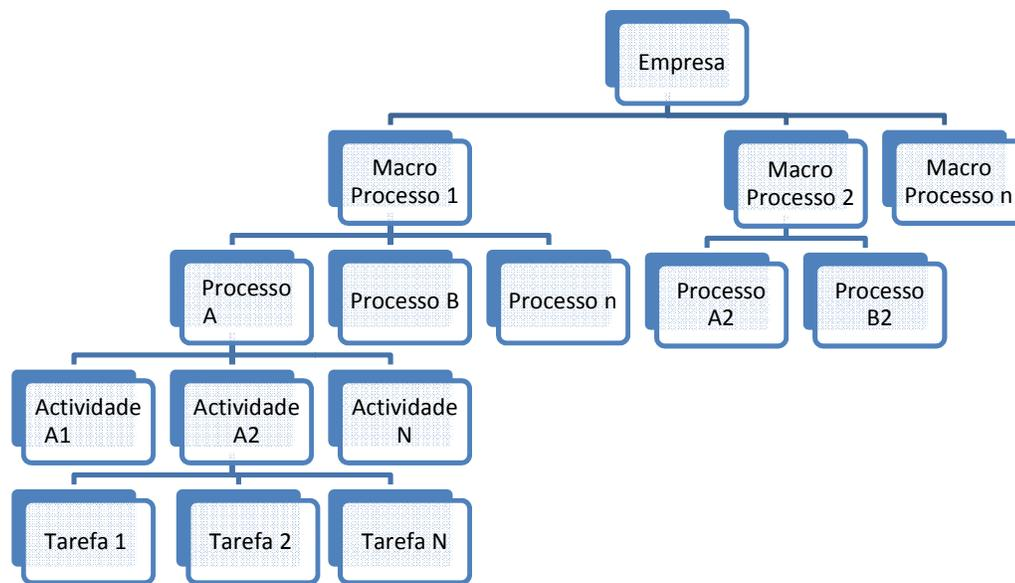 Empresa
Macro
Processo 1
Macro
Processo 2
Macro
Processo n
Processo
A
Processo B
Processo n
Processo
A2
Processo
B2
Actividade
A1
Actividade
A2
Actividade
N
Tarefa 1
Tarefa 2
Tarefa N